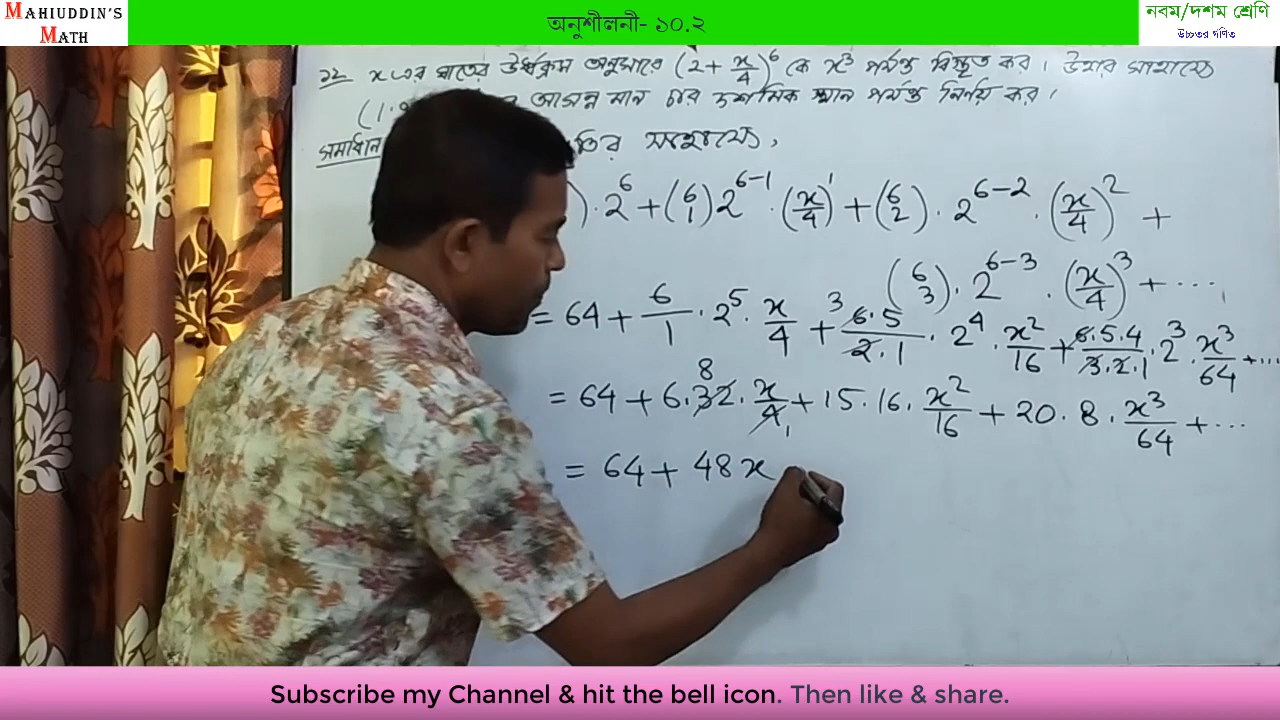 MAHIUDDIN'S
MATH
অনুশীলনী- ১০.২
নবম/দশম শ্রেণি
উচ্চতর গণিত
১২ x এর ঘাতের ঊর্ধ্বক্রম অনুসারে (2 + x/4)^6 কে x^3 পর্যন্ত বিস্তৃত কর। উহার সাহায্যে
(1. আসন্ন মান চার দশমিক স্থান পর্যন্ত নির্ণয় কর।
সমাধান সাহায্যে,
) · 2^6 + (6 1) 2^(6-1) · (x/4)^1 + (6 2) · 2^(6-2) · (x/4)^2 +
(6 3) · 2^(6-3) · (x/4)^3 + ...
= 64 + 6/1 · 2^5 · x/4 + 3 6·5/2·1 · 2^4 · x^2/16 + 6·5·4/3·2·1 · 2^3 · x^3/64 + ...
= 64 + 6 · 32 8 · x/4 1 + 15 · 16 · x^2/16 + 20 · 8 · x^3/64 + ...
= 64 + 48x
Subscribe my Channel & hit the bell icon. Then like & share.